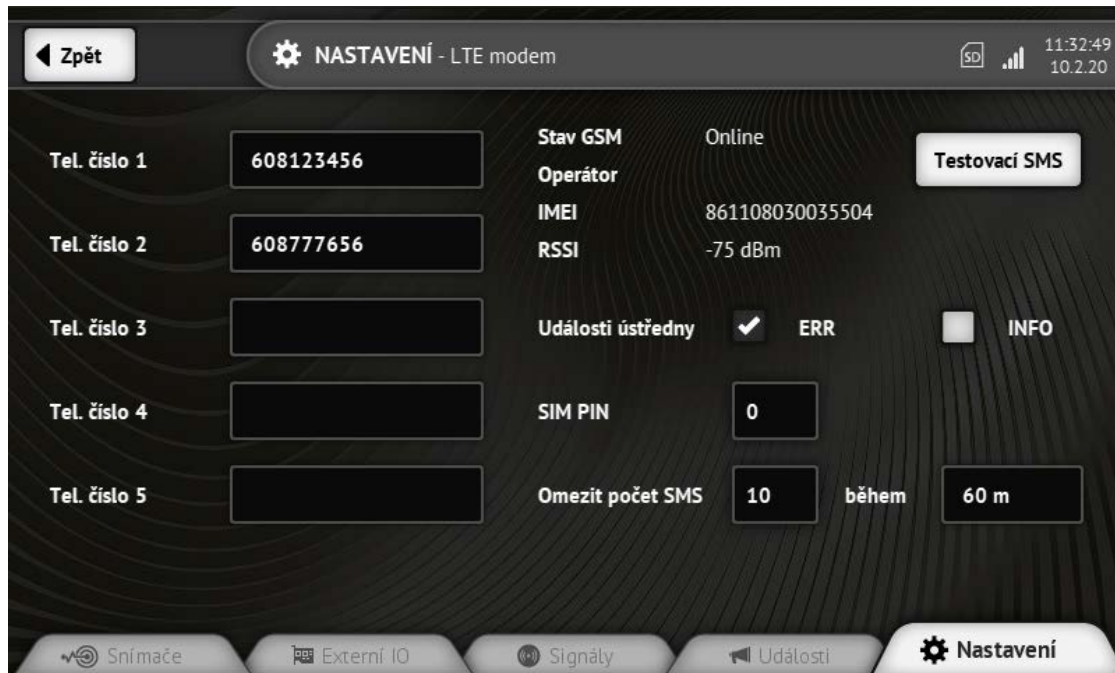 Zpět
NASTAVENÍ - LTE modem
SD
11:32:49
10.2.20
Tel. číslo 1
608123456
Tel. číslo 2
608777656
Tel. číslo 3
Tel. číslo 4
Tel. číslo 5
Stav GSM Online
Operátor
IMEI 861108030035504
RSSI -75 dBm
Testovací SMS
Události ústředny ERR INFO
SIM PIN 0
Omezit počet SMS 10 během 60 m
Snímače
Externí IO
Signály
Události
Nastavení